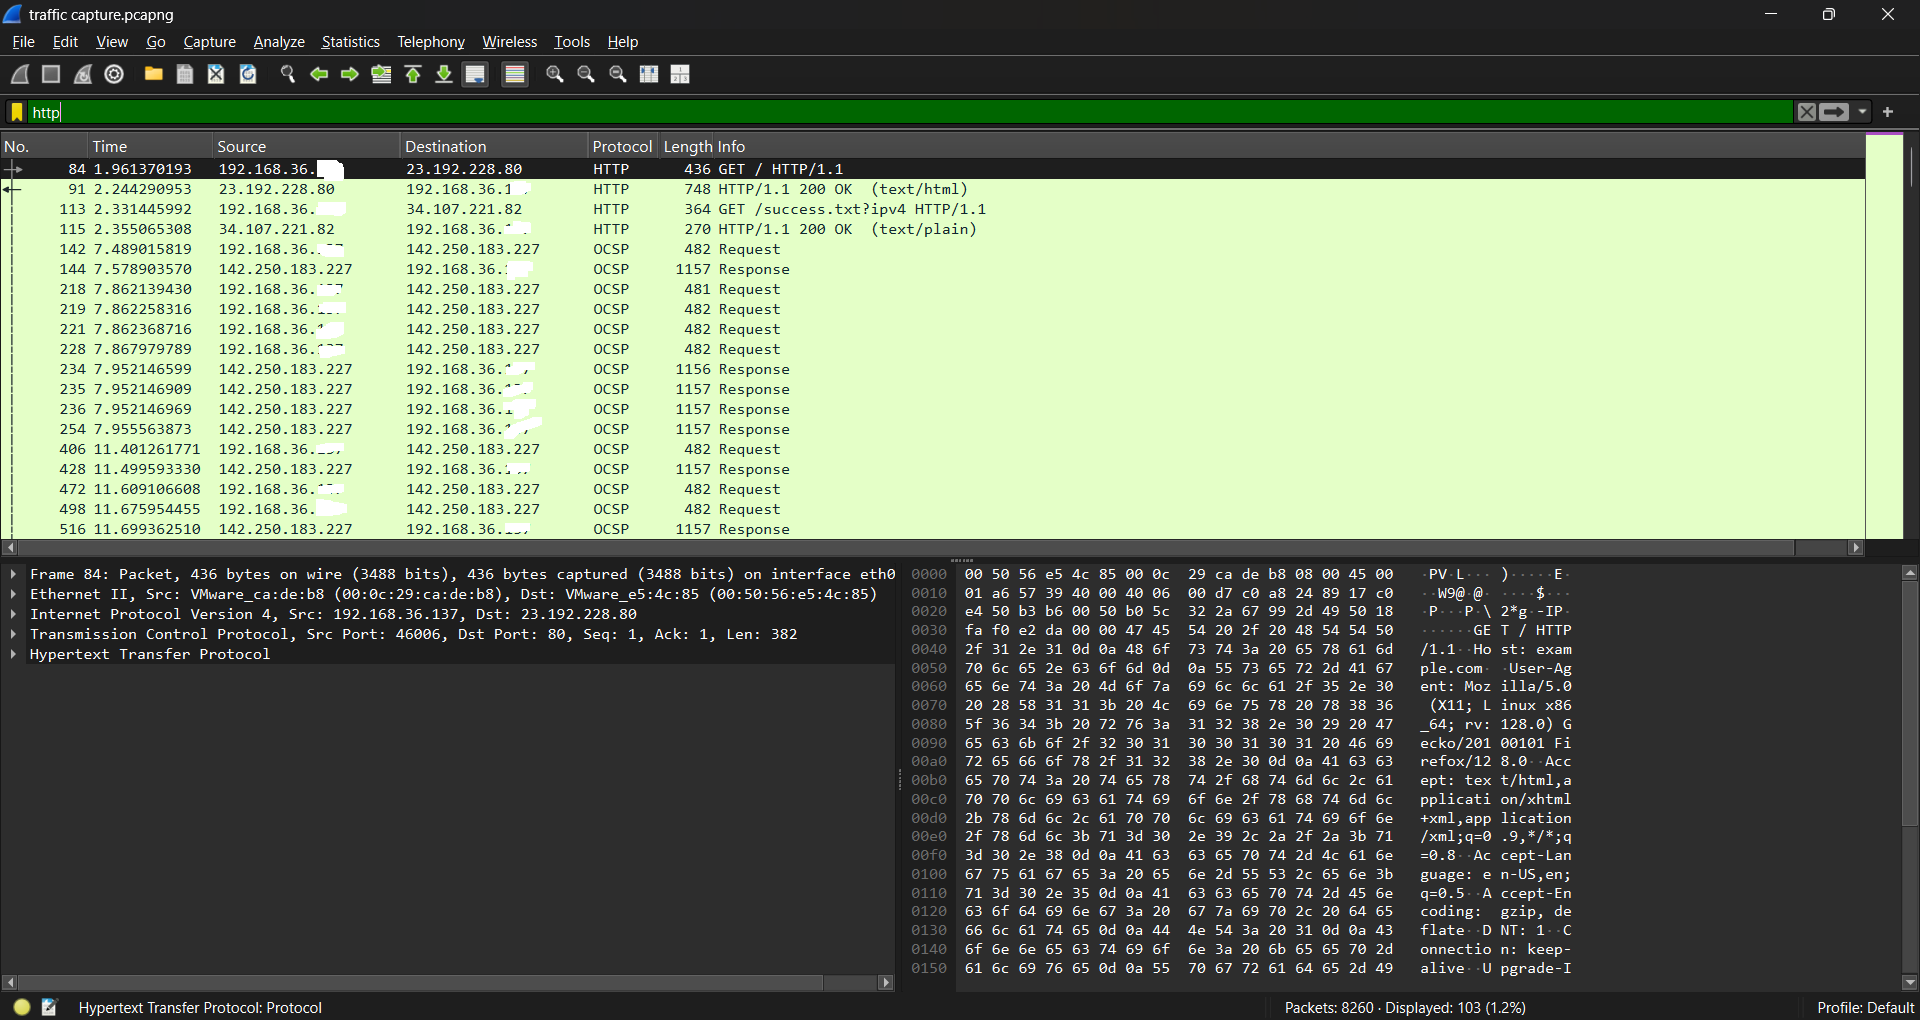 traffic capture.pcapng
File Edit View Go Capture Analyze Statistics Telephony Wireless Tools Help
http
No. Time Source Destination Protocol Length Info
84 1.961370193 192.168.36. 23.192.228.80 HTTP 436 GET / HTTP/1.1
91 2.244290953 23.192.228.80 192.168.36.1 HTTP 748 HTTP/1.1 200 OK (text/html)
113 2.331445992 192.168.36. 34.107.221.82 HTTP 364 GET /success.txt?ipv4 HTTP/1.1
115 2.355065308 34.107.221.82 192.168.36. HTTP 270 HTTP/1.1 200 OK (text/plain)
142 7.489015819 192.168.36. 142.250.183.227 OCSP 482 Request
144 7.578903570 142.250.183.227 192.168.36. OCSP 1157 Response
218 7.862139430 192.168.36. 142.250.183.227 OCSP 481 Request
219 7.862258316 192.168.36. 142.250.183.227 OCSP 482 Request
221 7.862368716 192.168.36. 142.250.183.227 OCSP 482 Request
228 7.867979789 192.168.36. 142.250.183.227 OCSP 482 Request
234 7.952146599 142.250.183.227 192.168.36. OCSP 1156 Response
235 7.952146909 142.250.183.227 192.168.36. OCSP 1157 Response
236 7.952146969 142.250.183.227 192.168.36. OCSP 1157 Response
254 7.955563873 142.250.183.227 192.168.36. OCSP 1157 Response
406 11.401261771 192.168.36. 142.250.183.227 OCSP 482 Request
428 11.499593330 142.250.183.227 192.168.36. OCSP 1157 Response
472 11.609106608 192.168.36. 142.250.183.227 OCSP 482 Request
498 11.675954455 192.168.36. 142.250.183.227 OCSP 482 Request
516 11.699362510 142.250.183.227 192.168.36. OCSP 1157 Response
Frame 84: Packet, 436 bytes on wire (3488 bits), 436 bytes captured (3488 bits) on interface eth0
Ethernet II, Src: VMware_ca:de:b8 (00:0c:29:ca:de:b8), Dst: VMware_e5:4c:85 (00:50:56:e5:4c:85)
Internet Protocol Version 4, Src: 192.168.36.137, Dst: 23.192.228.80
Transmission Control Protocol, Src Port: 46006, Dst Port: 80, Seq: 1, Ack: 1, Len: 382
Hypertext Transfer Protocol
0000 00 50 56 e5 4c 85 00 0c 29 ca de b8 08 00 45 00 ·PV·L··· )·····E·
0010 01 a6 57 39 40 00 40 06 00 d7 c0 a8 24 89 17 c0 ··W9@·@· ····$···
0020 e4 50 b3 b6 00 50 b0 5c 32 2a 67 99 2d 49 50 18 ·P···P·\ 2*g·-IP·
0030 fa f0 e2 da 00 00 47 45 54 20 2f 20 48 54 54 50 ······GE T / HTTP
0040 2f 31 2e 31 0d 0a 48 6f 73 74 3a 20 65 78 61 6d /1.1··Ho st: exam
0050 70 6c 65 2e 63 6f 6d 0d 0a 55 73 65 72 2d 41 67 ple.com· ·User-Ag
0060 65 6e 74 3a 20 4d 6f 7a 69 6c 6c 61 2f 35 2e 30 ent: Moz illa/5.0
0070 20 28 58 31 31 3b 20 4c 69 6e 75 78 20 78 38 36 (X11; L inux x86
0080 5f 36 34 3b 20 72 76 3a 31 32 38 2e 30 29 20 47 _64; rv: 128.0) G
0090 65 63 6b 6f 2f 32 30 31 30 30 31 30 31 20 46 69 ecko/201 00101 Fi
00a0 72 65 66 6f 78 2f 31 32 38 2e 30 0d 0a 41 63 63 refox/12 8.0··Acc
00b0 65 70 74 3a 20 74 65 78 74 2f 68 74 6d 6c 2c 61 ept: tex t/html,a
00c0 70 70 6c 69 63 61 74 69 6f 6e 2f 78 68 74 6d 6c pplicati on/xhtml
00d0 2b 78 6d 6c 2c 61 70 70 6c 69 63 61 74 69 6f 6e +xml,app lication
00e0 2f 78 6d 6c 3b 71 3d 30 2e 39 2c 2a 2f 2a 3b 71 /xml;q=0 .9,*/*;q
00f0 3d 30 2e 38 0d 0a 41 63 63 65 70 74 2d 4c 61 6e =0.8··Ac cept-Lan
0100 67 75 61 67 65 3a 20 65 6e 2d 55 53 2c 65 6e 3b guage: e n-US,en;
0110 71 3d 30 2e 35 0d 0a 41 63 63 65 70 74 2d 45 6e q=0.5··A ccept-En
0120 63 6f 64 69 6e 67 3a 20 67 7a 69 70 2c 20 64 65 coding: gzip, de
0130 66 6c 61 74 65 0d 0a 44 4e 54 3a 20 31 0d 0a 43 flate··D NT: 1··C
0140 6f 6e 6e 65 63 74 69 6f 6e 3a 20 6b 65 65 70 2d onnectio n: keep-
0150 61 6c 69 76 65 0d 0a 55 70 67 72 61 64 65 2d 49 alive··U pgrade-I
Hypertext Transfer Protocol: Protocol
Packets: 8260 · Displayed: 103 (1.2%)
Profile: Default